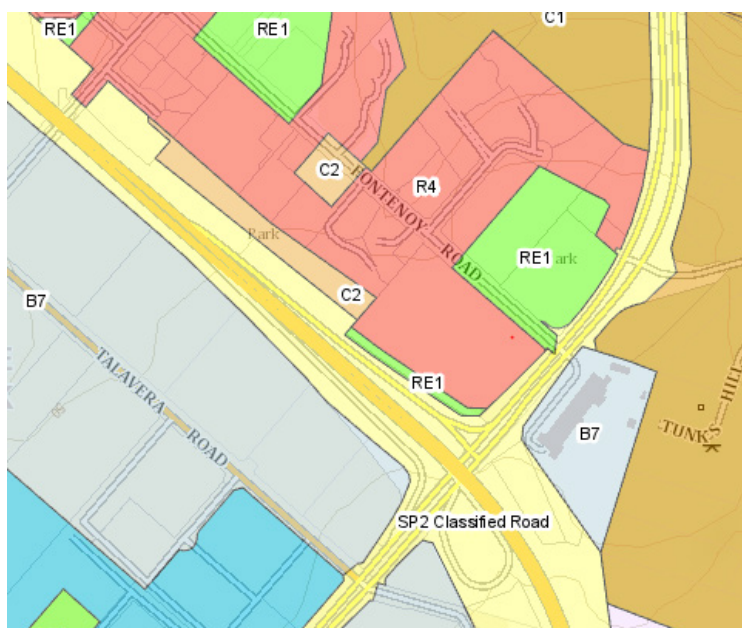 C1
RE1
RE1
C2
R4
FONTENOY ROAD
Park
RE1
ark
C2
B7
TALAVERA ROAD
RE1
B7
TUNKS HILL
SP2 Classified Road